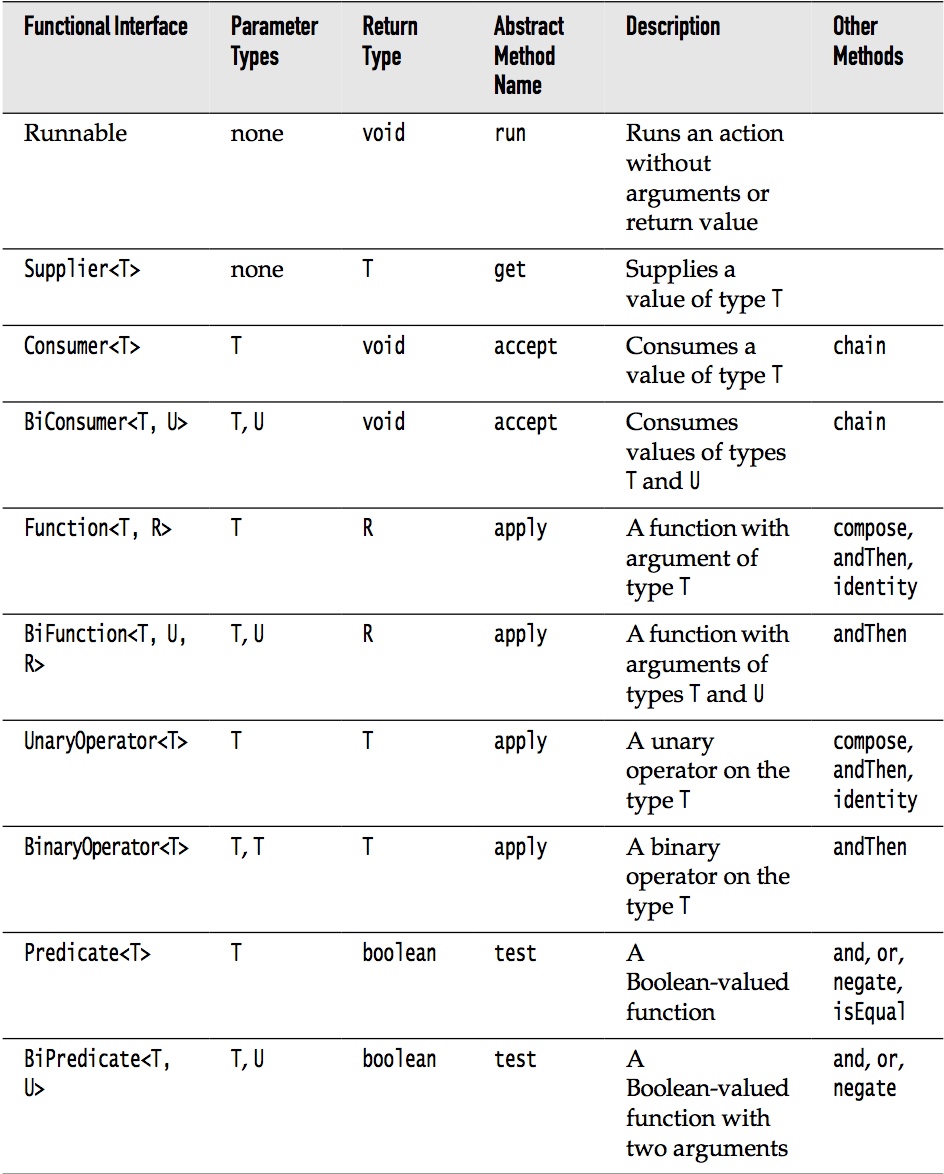 Functional Interface Parameter Return Abstract Description Other
Types Type Method Methods
Name
Runnable none void run Runs an action
without
arguments or
return value
Supplier<T> none T get Supplies a
value of type T
Consumer<T> T void accept Consumes a chain
value of type T
BiConsumer<T, U> T, U void accept Consumes chain
values of types
T and U
Function<T, R> T R apply A function with compose,
argument of andThen,
type T identity
BiFunction<T, U, T, U R apply A function with andThen
R> arguments of
types T and U
UnaryOperator<T> T T apply A unary compose,
operator on the andThen,
type T identity
BinaryOperator<T> T, T T apply A binary andThen
operator on the
type T
Predicate<T> T boolean test A and, or,
Boolean-valued negate,
function isEqual
BiPredicate<T, T, U boolean test A and, or,
U> Boolean-valued negate
function with
two arguments